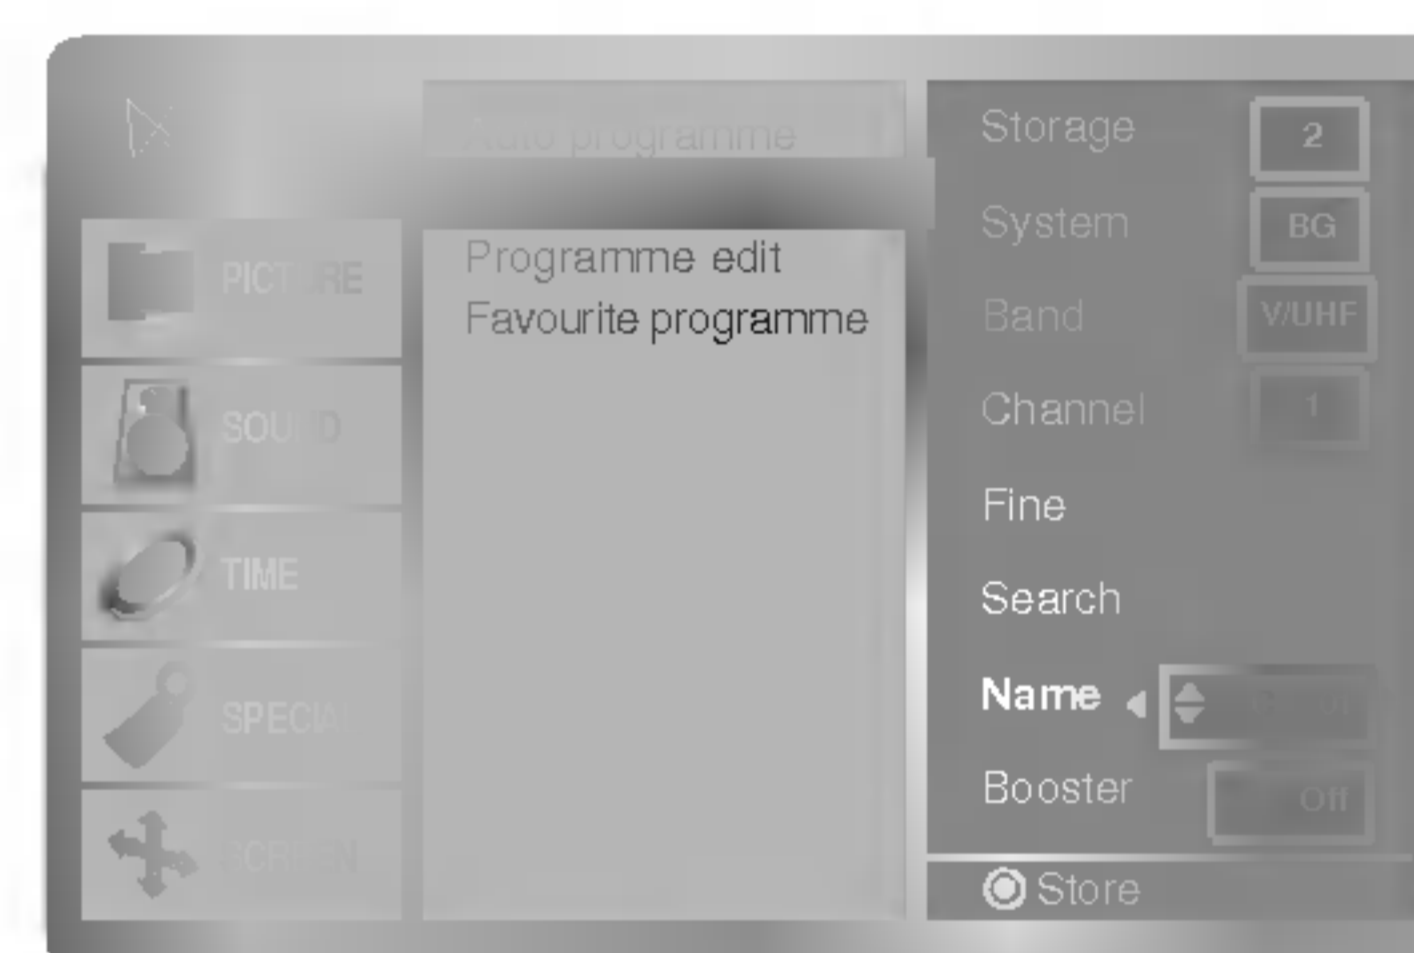 Auto programme
Programme edit
Favourite programme
PICTURE
SOUND
TIME
SPECIAL
SCREEN
Storage 2
System BG
Band V/UHF
Channel 1
Fine
Search
Name
Booster Off
Store